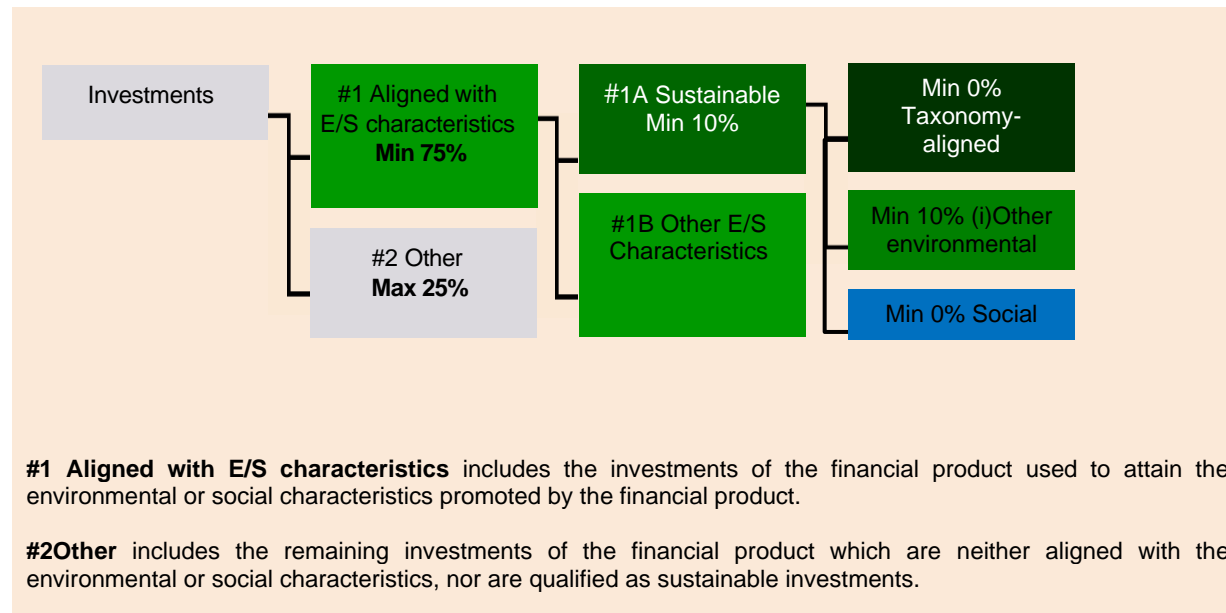 Investments
#1 Aligned with
E/S characteristics
Min 75%
#2 Other
Max 25%
#1A Sustainable
Min 10%
#1B Other E/S
Characteristics
Min 0%
Taxonomy-
aligned
Min 10% (i)Other
environmental
Min 0% Social
#1 Aligned with E/S characteristics includes the investments of the financial product used to attain the
environmental or social characteristics promoted by the financial product.
#2Other includes the remaining investments of the financial product which are neither aligned with the
environmental or social characteristics, nor are qualified as sustainable investments.